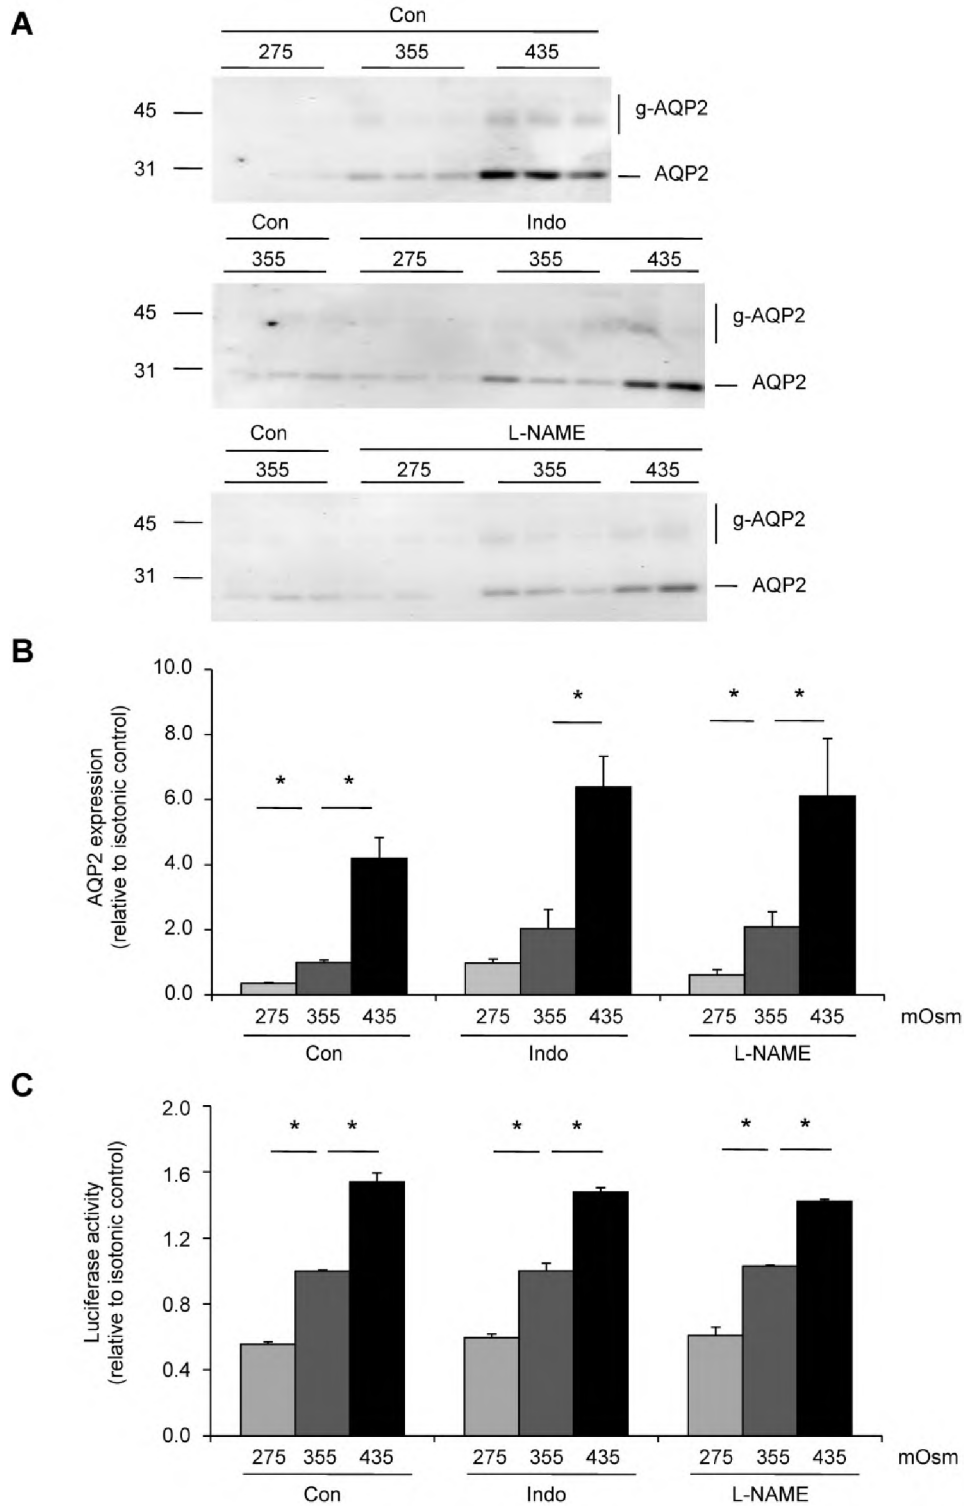 A
Con
275 355 435
45
g-AQP2
31
AQP2
Con Indo
355 275 355 435
45
g-AQP2
31
AQP2
Con L-NAME
355 275 355 435
45
g-AQP2
31
AQP2
B
AQP2 expression
(relative to isotonic control)
10.0
8.0
6.0
4.0
2.0
0.0
* * * * *
275 355 435 275 355 435 275 355 435 mOsm
Con Indo L-NAME
C
Luciferase activity
(relative to isotonic control)
2.0
1.6
1.2
0.8
0.4
0.0
* * * * * *
275 355 435 275 355 435 275 355 435 mOsm
Con Indo L-NAME